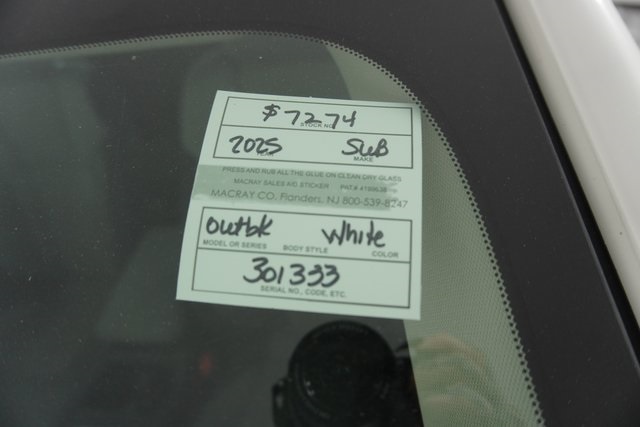 $7274
STOCK NO.
2025 SUB
YEAR MAKE
PRESS AND RUB ALL THE GLUE ON CLEAN DRY GLASS
MACRAY SALES AID STICKER PAT.#
MACRAY CO. Flanders, NJ 800-539-8247
Outbk White
MODEL OR SERIES BODY STYLE COLOR
301333
SERIAL NO., CODE, ETC.